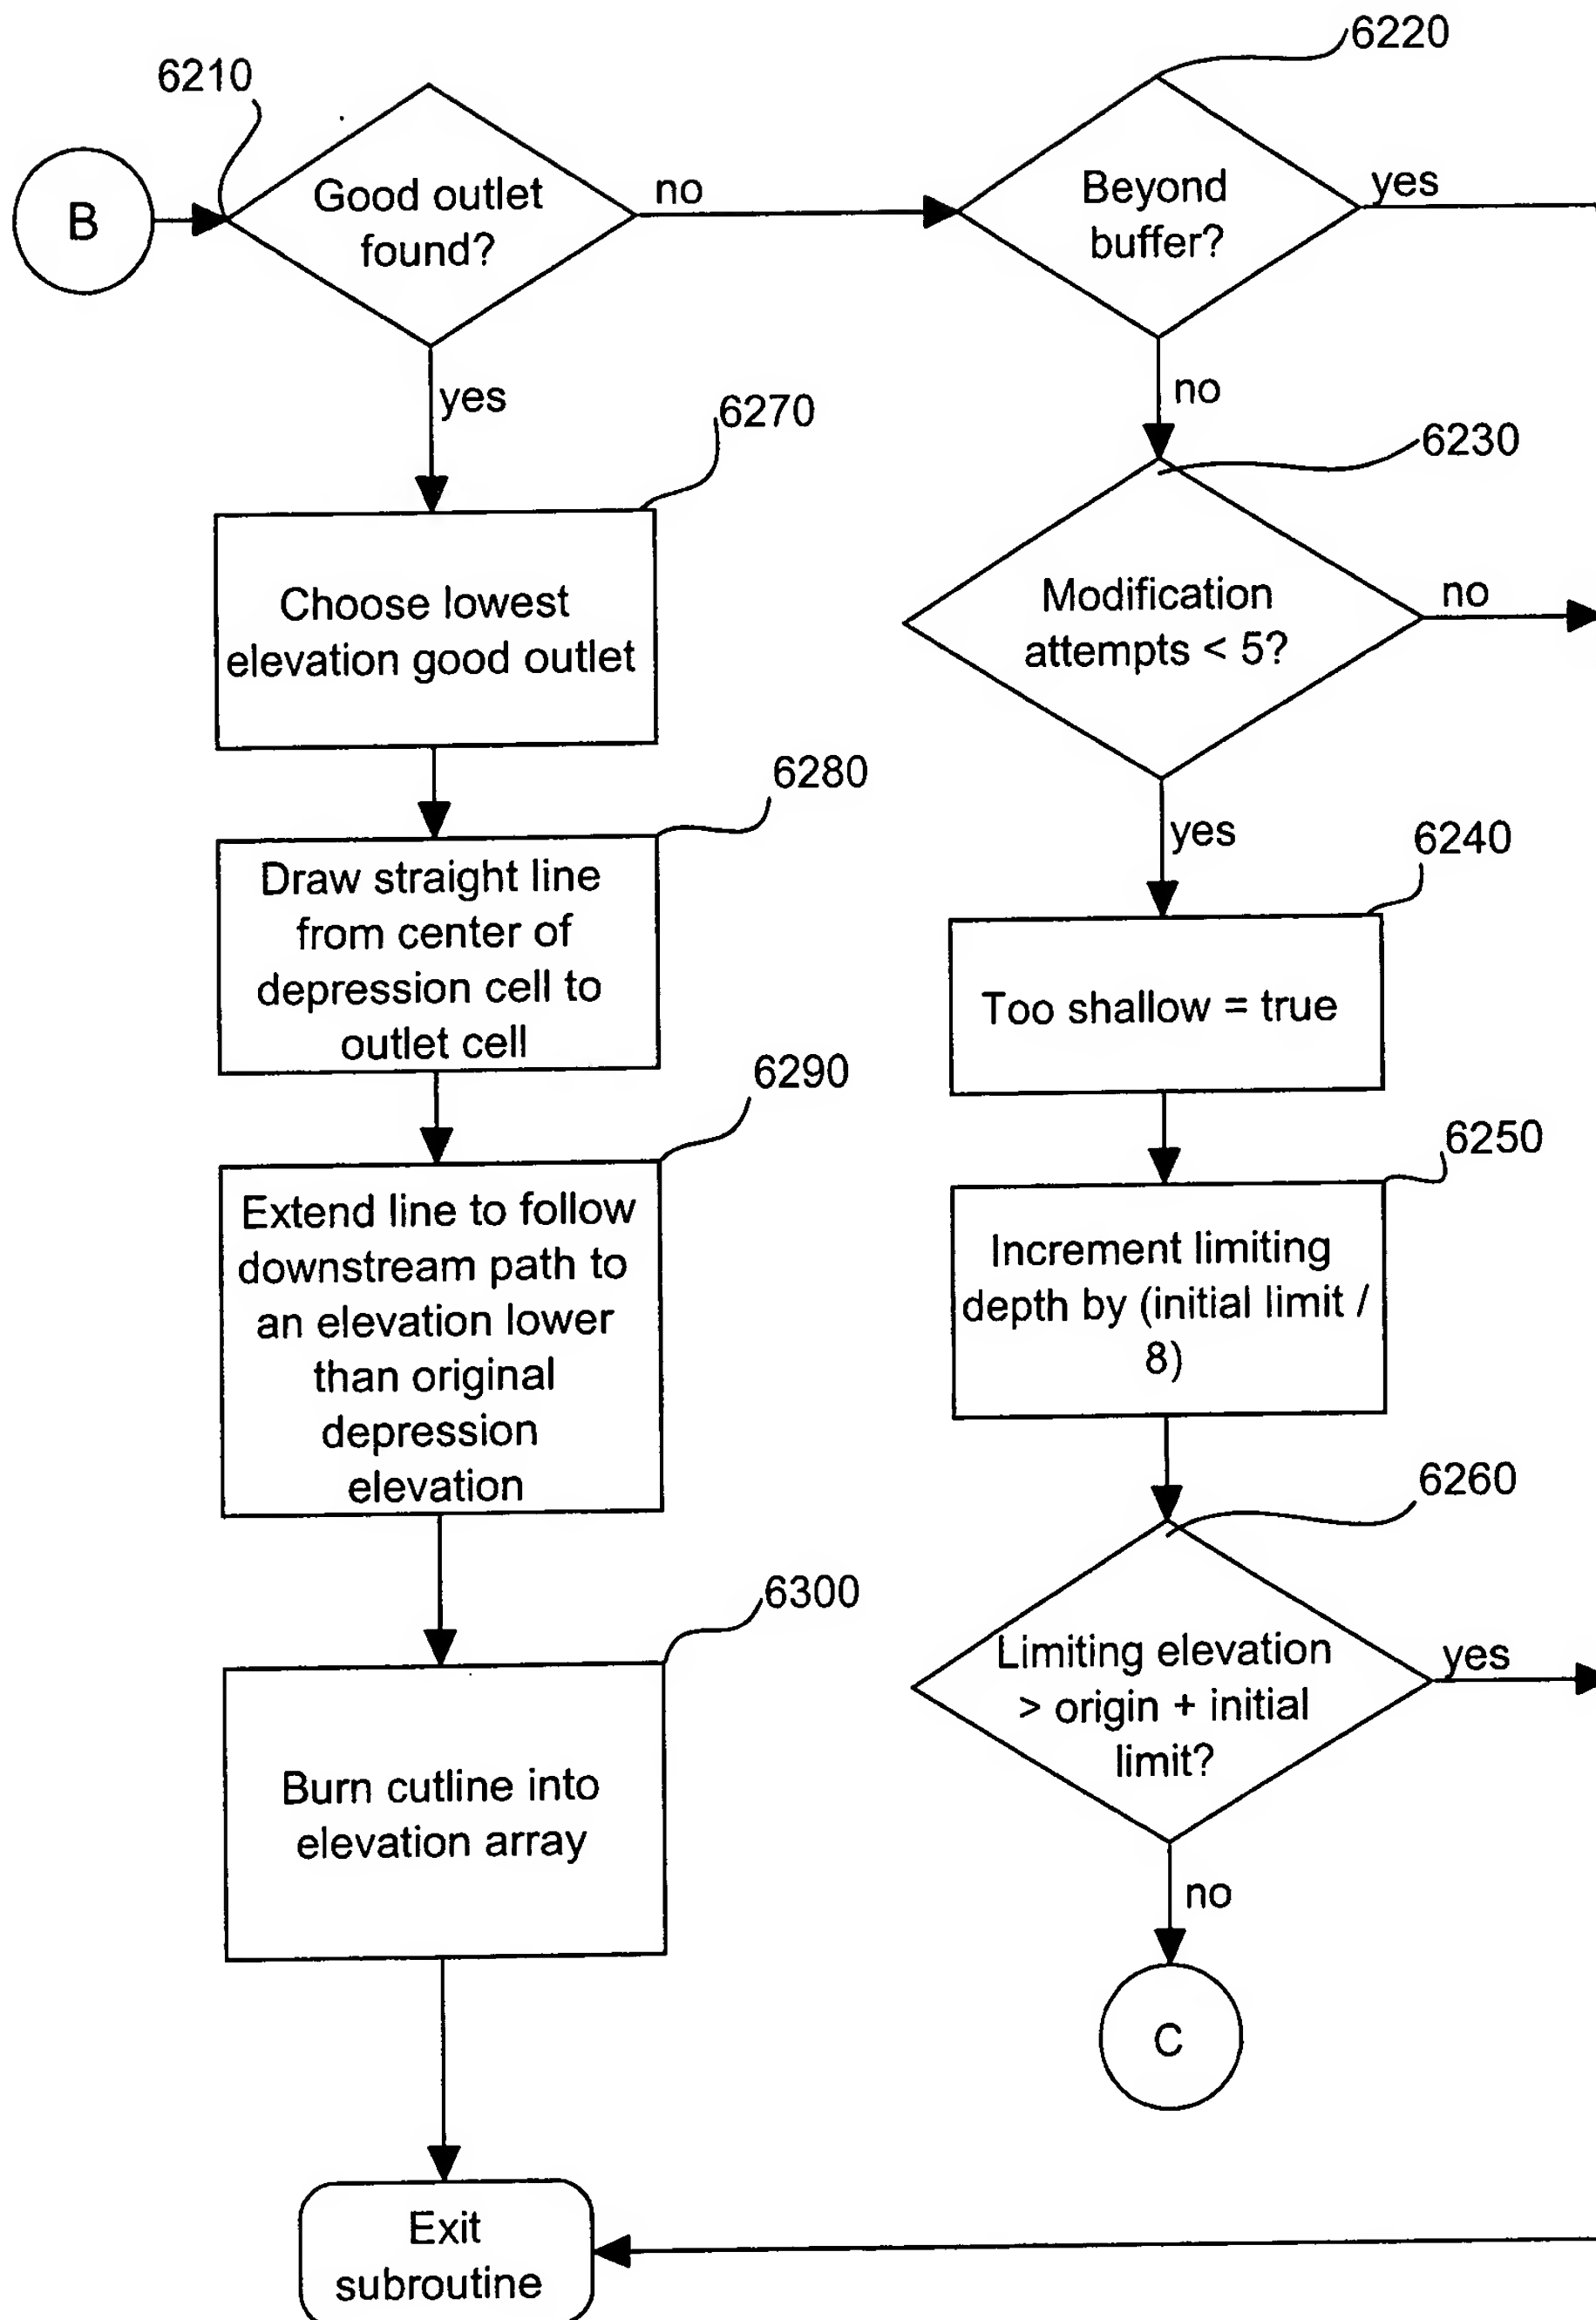 6220
6210
B
Good outlet
found?
no
Beyond
buffer?
yes
yes
no
6270
6230
Choose lowest
elevation good outlet
Modification
attempts < 5?
no
6280
yes
6240
Draw straight line
from center of
depression cell to
outlet cell
Too shallow = true
6290
6250
Extend line to follow
downstream path to
an elevation lower
than original
depression
elevation
Increment limiting
depth by (initial limit /
8)
6260
6300
Limiting elevation
> origin + initial
limit?
yes
Burn cutline into
elevation array
no
C
Exit
subroutine